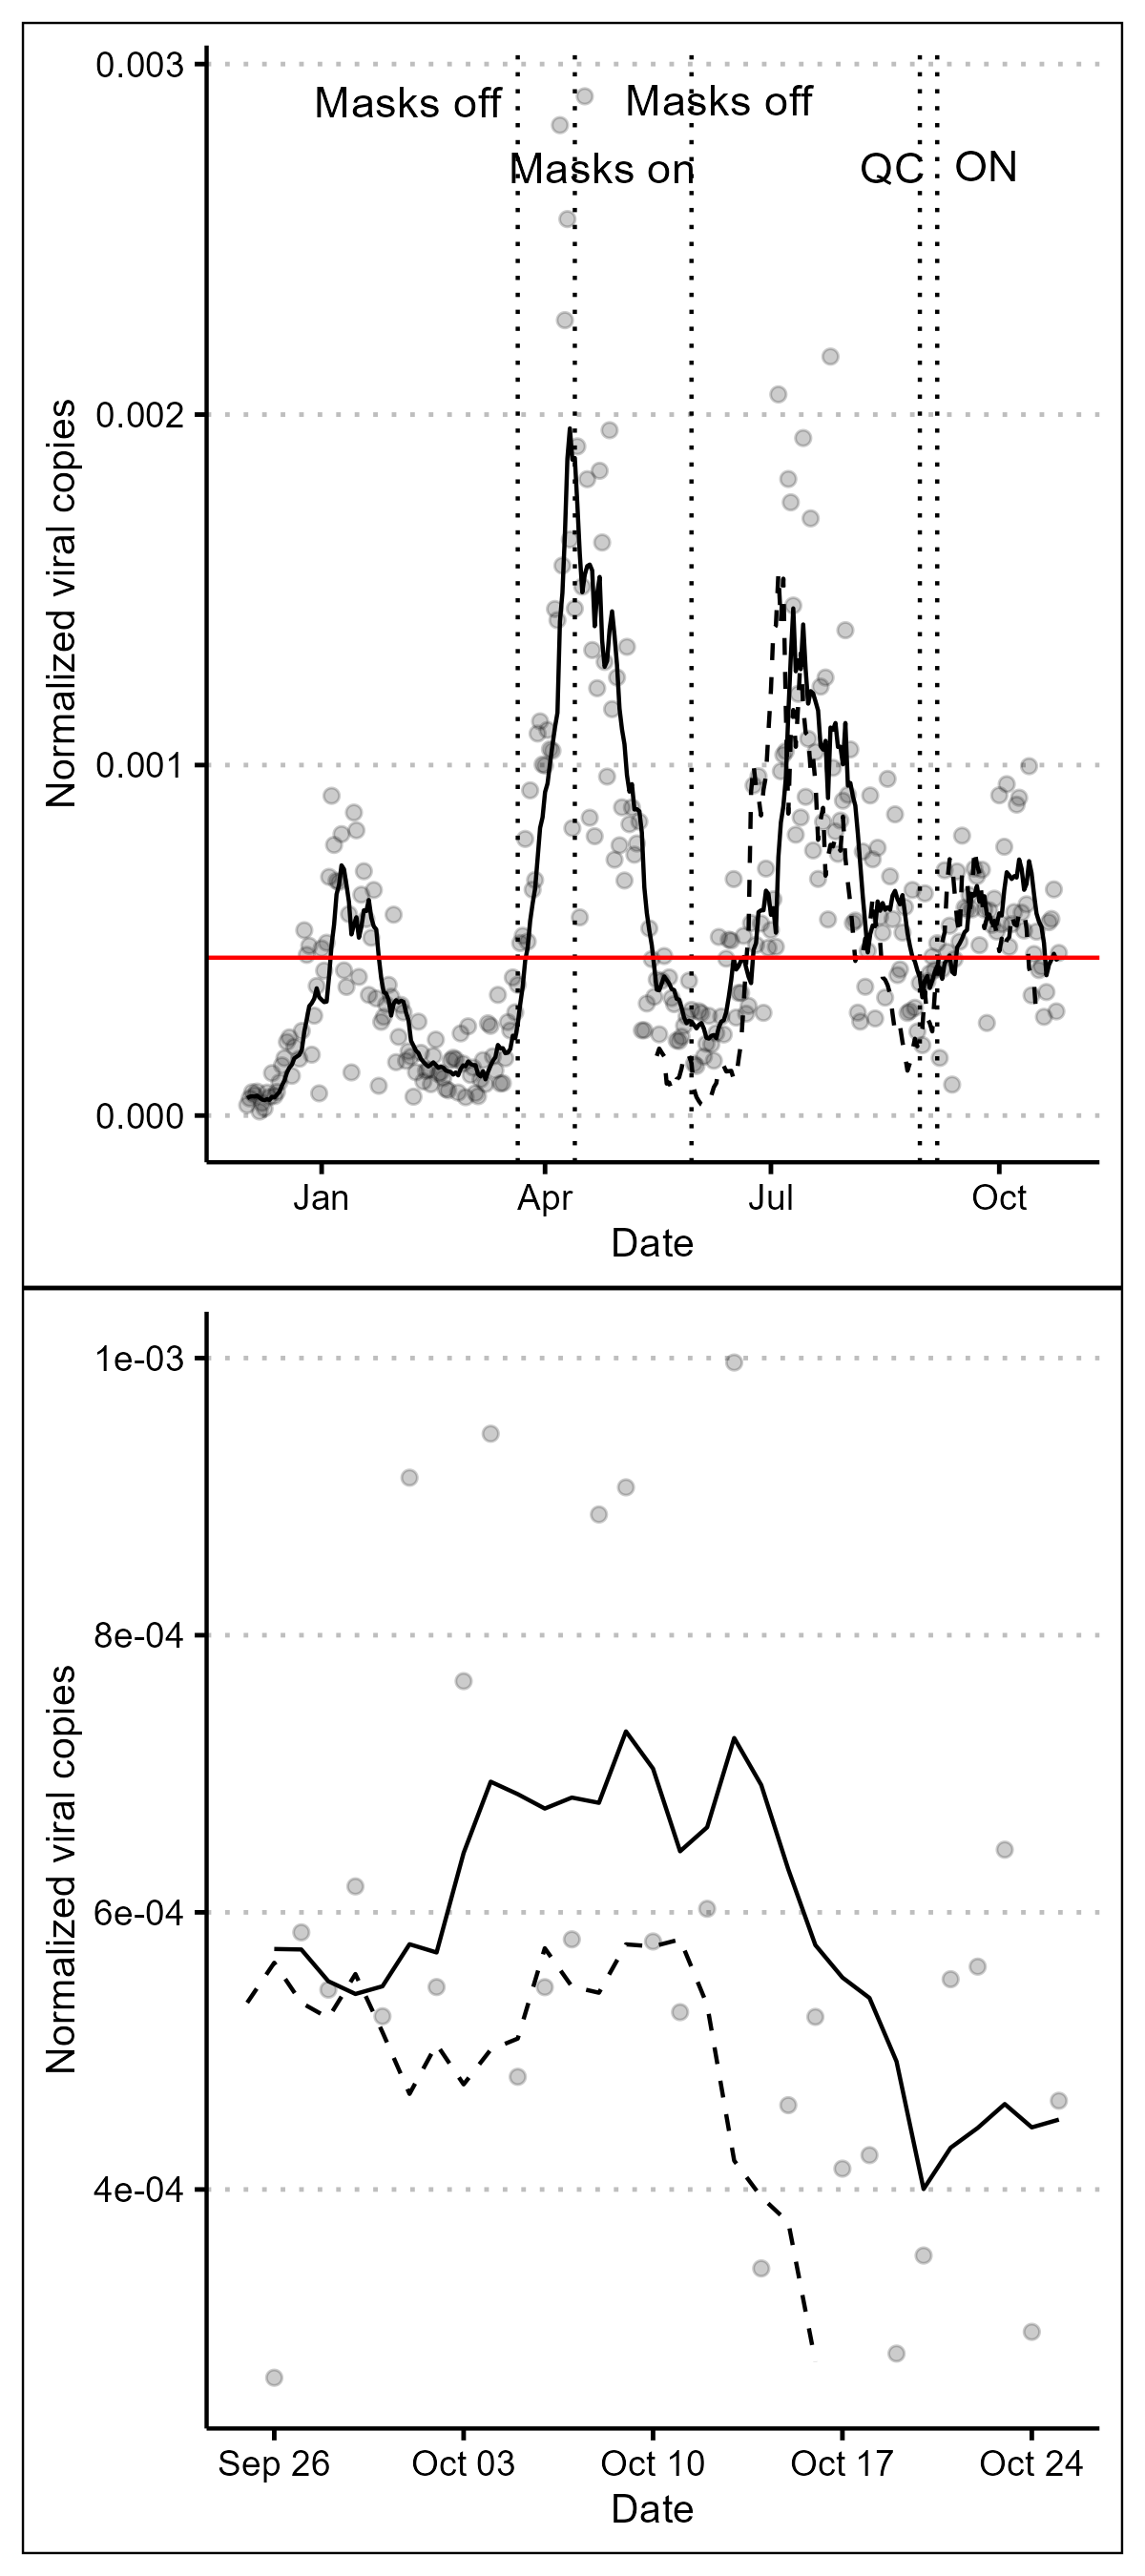 0.003
Masks off
Masks off
Masks on
QC
ON
0.002
Normalized viral copies
0.001
0.000
Jan
Apr
Jul
Oct
Date
1e-03
8e-04
Normalized viral copies
6e-04
4e-04
Sep 26
Oct 03
Oct 10
Oct 17
Oct 24
Date